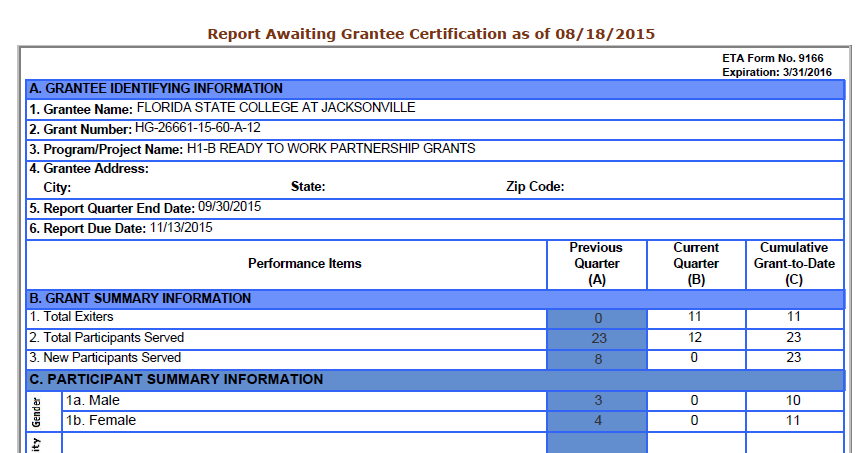 Report Awaiting Grantee Certification as of 08/18/2015
ETA Form No. 9166
Expiration: 3/31/2016
A. GRANTEE IDENTIFYING INFORMATION
1. Grantee Name: FLORIDA STATE COLLEGE AT JACKSONVILLE
2. Grant Number: HG-26661-15-60-A-12
3. Program/Project Name: H1-B READY TO WORK PARTNERSHIP GRANTS
4. Grantee Address:
City: State: Zip Code:
5. Report Quarter End Date: 09/30/2015
6. Report Due Date: 11/13/2015
Performance Items
Previous Quarter (A)
Current Quarter (B)
Cumulative Grant-to-Date (C)
B. GRANT SUMMARY INFORMATION
1. Total Exiters 0 11 11
2. Total Participants Served 23 12 23
3. New Participants Served 8 0 23
C. PARTICIPANT SUMMARY INFORMATION
Gender
1a. Male 3 0 10
1b. Female 4 0 11